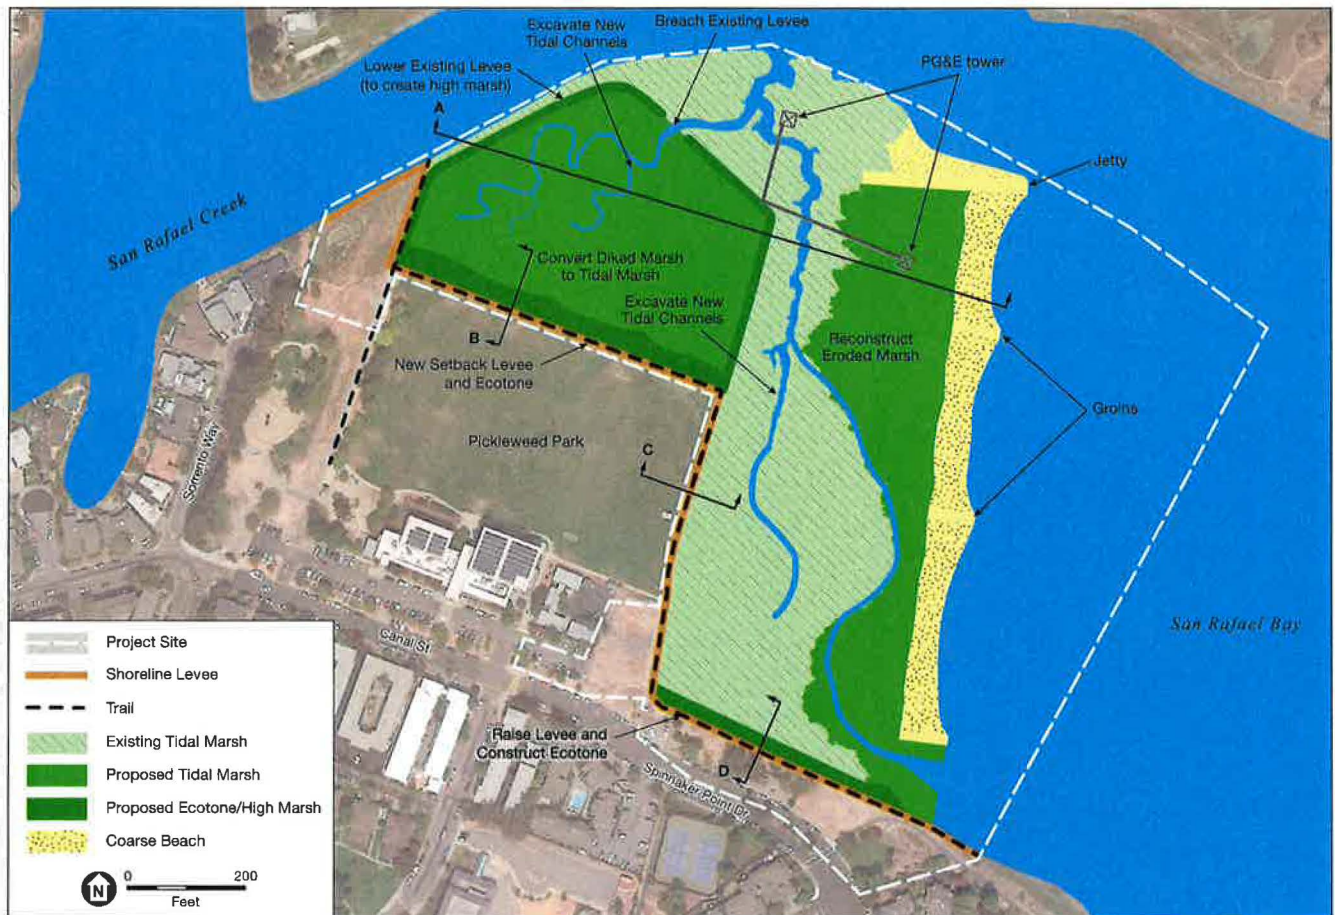 Excavate New
Tidal Channels
Breach Existing Levee
Lower Existing Levee
(to create high marsh)
PG&E tower
A
Jetty
San Rafael Creek
Convert Diked Marsh
to Tidal Marsh
Excavate New
Tidal Channels
B
Reconstruct
Eroded Marsh
New Setback Levee
and Ecotone
Groins
Pickleweed Park
Sorrento Way
C
San Rafael Bay
Canal St
Raise Levee and
Construct Ecotone
D
Spinnaker Point Dr
Project Site
Shoreline Levee
Trail
Existing Tidal Marsh
Proposed Tidal Marsh
Proposed Ecotone/High Marsh
Coarse Beach
N
0 200
Feet